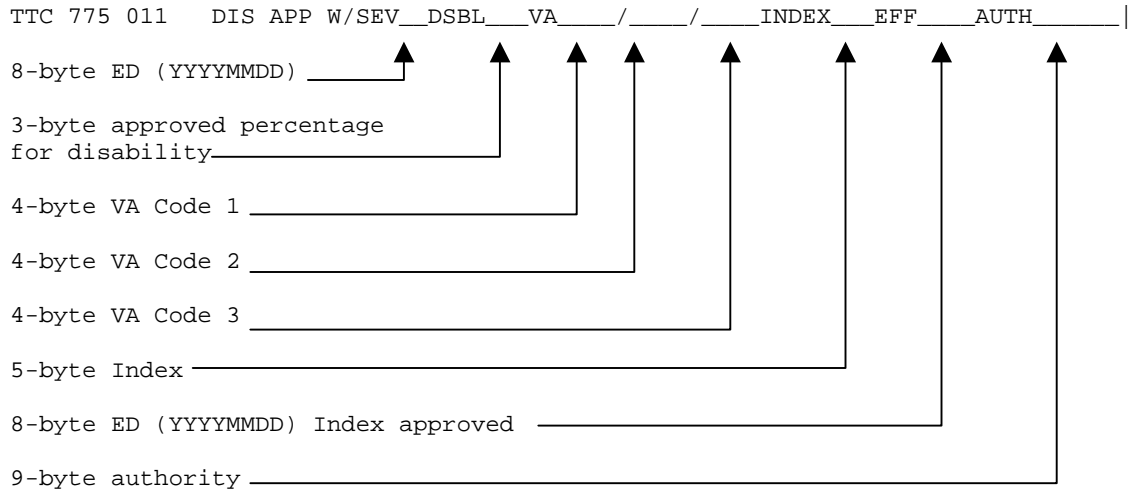 TTC 775 011   DIS APP W/SEV__DSBL___VA____/____/____INDEX___EFF____AUTH______|
8-byte ED (YYYYMMDD)
3-byte approved percentage
for disability
4-byte VA Code 1
4-byte VA Code 2
4-byte VA Code 3
5-byte Index
8-byte ED (YYYYMMDD) Index approved
9-byte authority